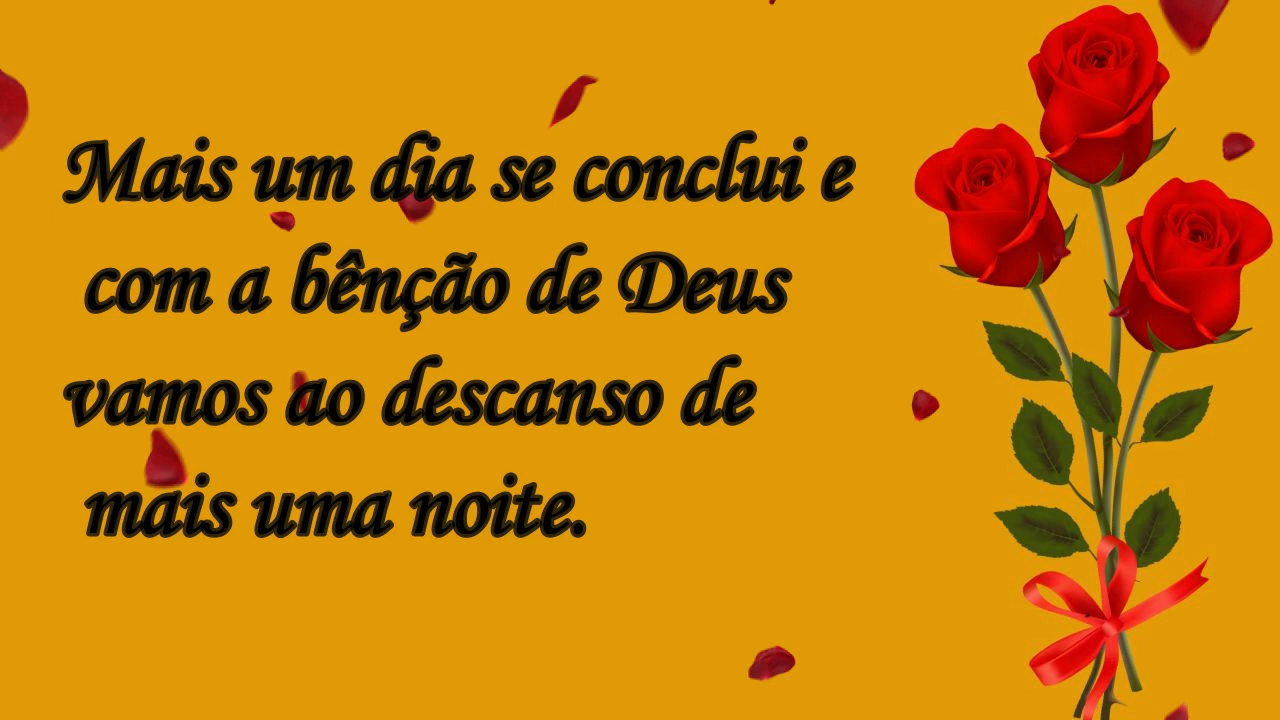 Mais um dia se conclui e
com a bênção de Deus
vamos ao descanso de
mais uma noite.